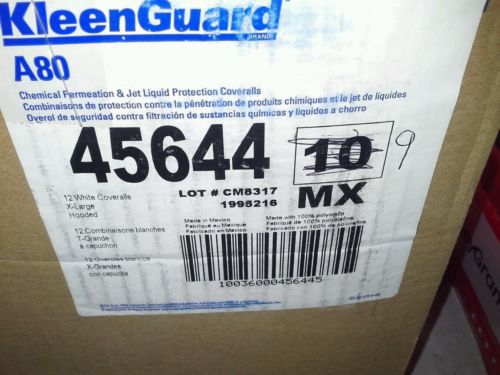 KleenGuard
BRAND
A80
Chemical Permeation & Jet Liquid Protection Coveralls
Combinaisons de protection contre la pénétration de produits chimiques et le jet de liquides
Overol de seguridad contra filtración de sustancias químicas y líquidos a chorro
45644 10 9
LOT # CM8317
1995216
MX
12 White Coveralls
X-Large
Hooded
12 Combinaisons blanches
T-Grande
à capuchon
12 Overoles blancos
X-Grandes
con capucha
Made in Mexico
Fabriqué au Mexique
Fabricado en Mexico
Made with 100% polyolefin
Fabriqué de 100% de polyoléfine
Fabricado con 100% de polyolefina
10036000456445